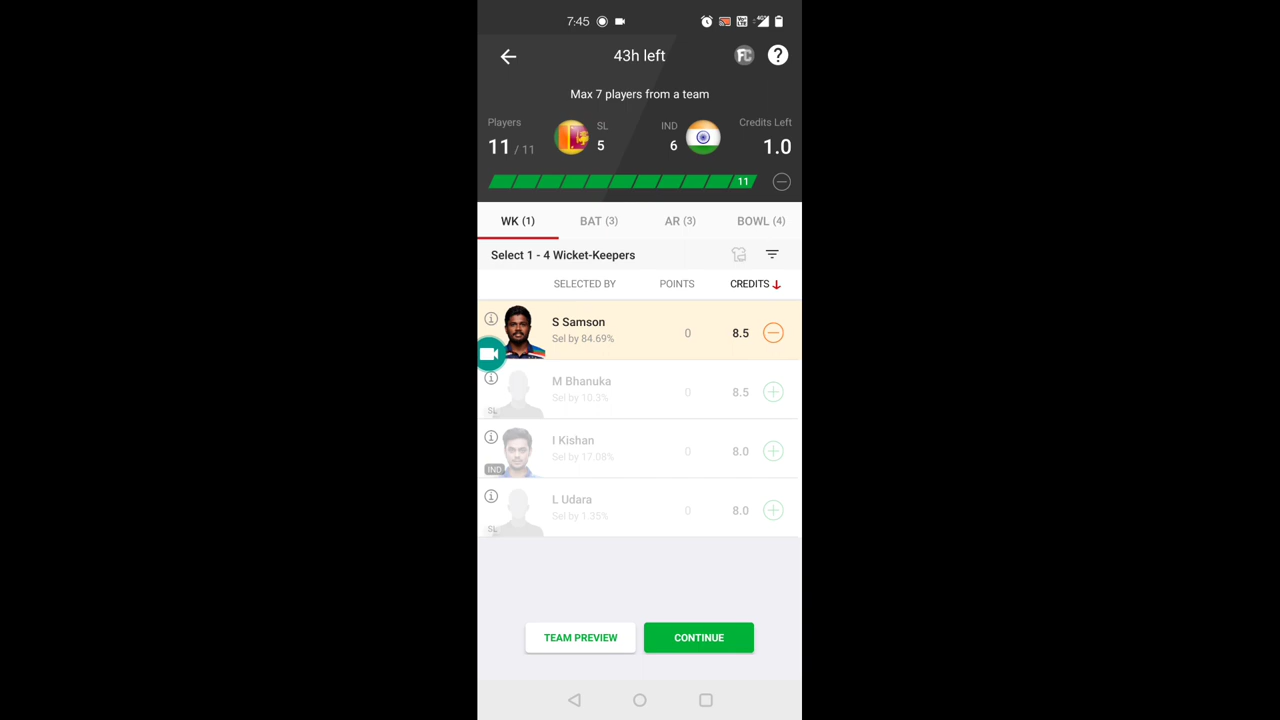 7:45
43h left
FC ?
Max 7 players from a team
Players SL IND Credits Left
11 / 11 5 6 1.0
11
WK (1) BAT (3) AR (3) BOWL (4)
Select 1 - 4 Wicket-Keepers
SELECTED BY POINTS CREDITS
S Samson
Sel by 84.69% 0 8.5
M Bhanuka
Sel by 10.3% 0 8.5
SL
I Kishan
Sel by 17.08% 0 8.0
IND
L Udara
Sel by 1.35% 0 8.0
SL
TEAM PREVIEW CONTINUE